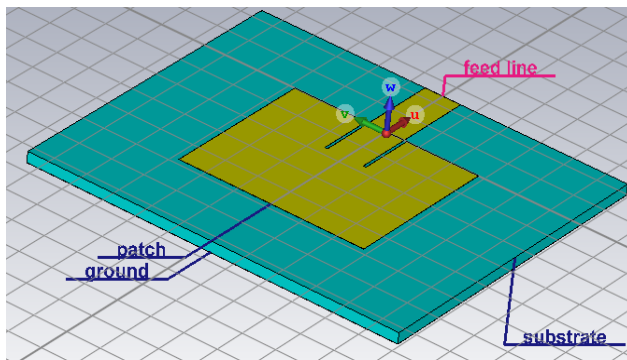 feed line
w
v
u
patch
ground
substrate